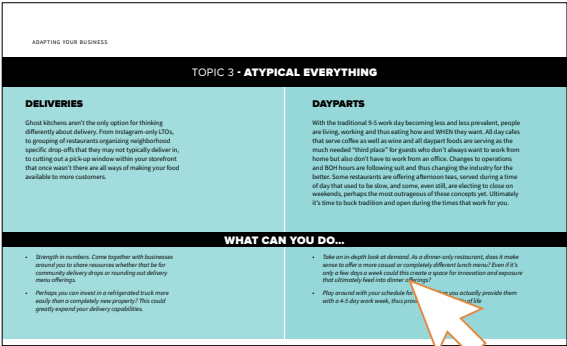 ADAPTING YOUR BUSINESS
TOPIC 3 - ATYPICAL EVERYTHING
DELIVERIES
Ghost kitchens aren't the only option for thinking
differently about delivery. From Instagram-only LTOs,
to grouping of restaurants organizing neighborhood
specific drop-offs that they may not typically deliver in,
to cutting out a pick-up window within your storefront
that once wasn't there are all ways of making your food
available to more customers.
DAYPARTS
With the traditional 9-5 work day becoming less and less prevalent, people
are living, working and thus eating how and WHEN they want. All day cafes
that serve coffee as well as wine and all daypart foods are serving as the
much needed "third place" for guests who don't always want to work from
home but also don't have to work from an office. Changes to operations
and BOH hours are following suit and thus changing the industry for the
better. Some restaurants are offering afternoon teas, served during a time
of day that used to be slow, and some, even still, are electing to close on
weekends, perhaps the most outrageous of these concepts yet. Ultimately
it's time to buck tradition and open during the times that work for you.
WHAT CAN YOU DO...
• Strength in numbers. Come together with businesses
around you to share resources whether that be for
community delivery drops or rounding out delivery
menu offerings.
• Perhaps you can invest in a refrigerated truck more
easily than a completely new property? This could
greatly expand your delivery capabilities.
• Take an in-depth look at demand. As a dinner-only restaurant, does it make
sense to offer a more casual or completely different lunch menu? Even if it's
only a few days a week could this create a space for innovation and exposure
that ultimately feed into dinner offerings?
• Play around with your schedule for you actually provide them
with a 4-5 day work week, thus of life